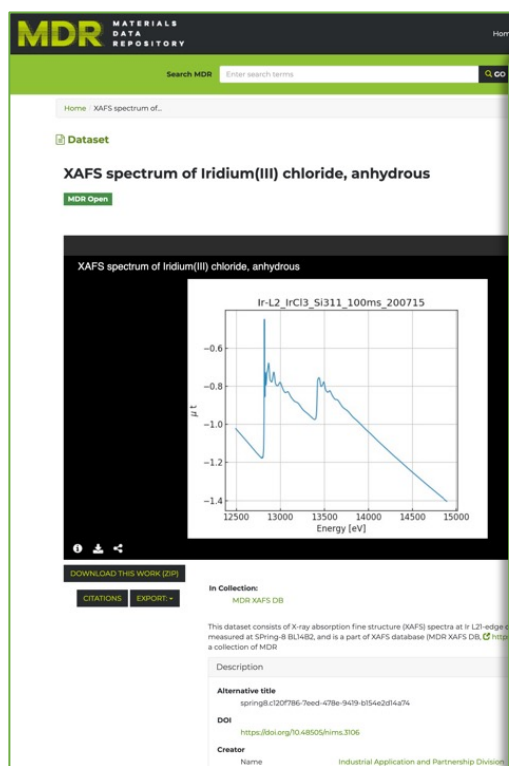 MDR MATERIALS
DATA
REPOSITORY
Hom
Search MDR Enter search terms GO
Home XAFS spectrum of...
Dataset
XAFS spectrum of Iridium(III) chloride, anhydrous
MDR Open
XAFS spectrum of Iridium(III) chloride, anhydrous
Ir-L2_IrCl3_Si311_100ms_200715
−0.6
−0.8
−1.0
−1.2
−1.4
μ t
12500 13000 13500 14000 14500 15000
Energy [eV]
DOWNLOAD THIS WORK (ZIP)
CITATIONS EXPORT:
In Collection:
MDR XAFS DB
This dataset consists of X-ray absorption fine structure (XAFS) spectra at Ir L21-edge
measured at SPring-8 BL14B2, and is a part of XAFS database (MDR XAFS DB, http
a collection of MDR
Description
Alternative title
spring8.c120f786-7eed-478e-9419-b154e2d14a74
DOI
https://doi.org/10.48505/nims.3106
Creator
Name Industrial Application and Partnership Division